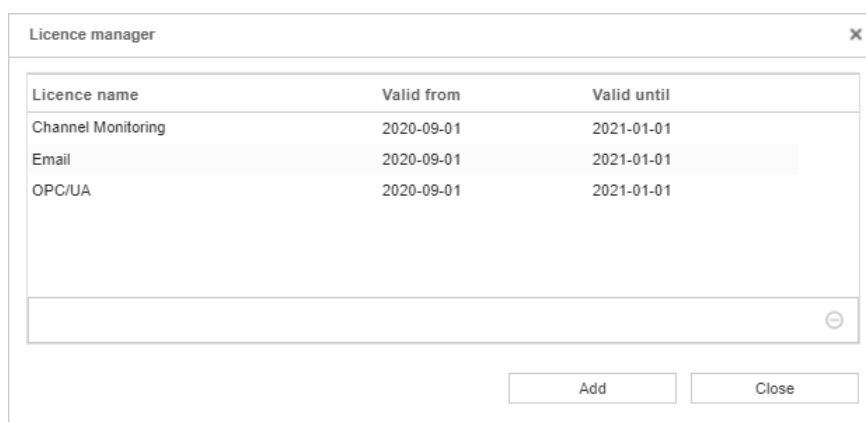 Licence manager
Licence name Valid from Valid until
Channel Monitoring 2020-09-01 2021-01-01
Email 2020-09-01 2021-01-01
OPC/UA 2020-09-01 2021-01-01
Add Close